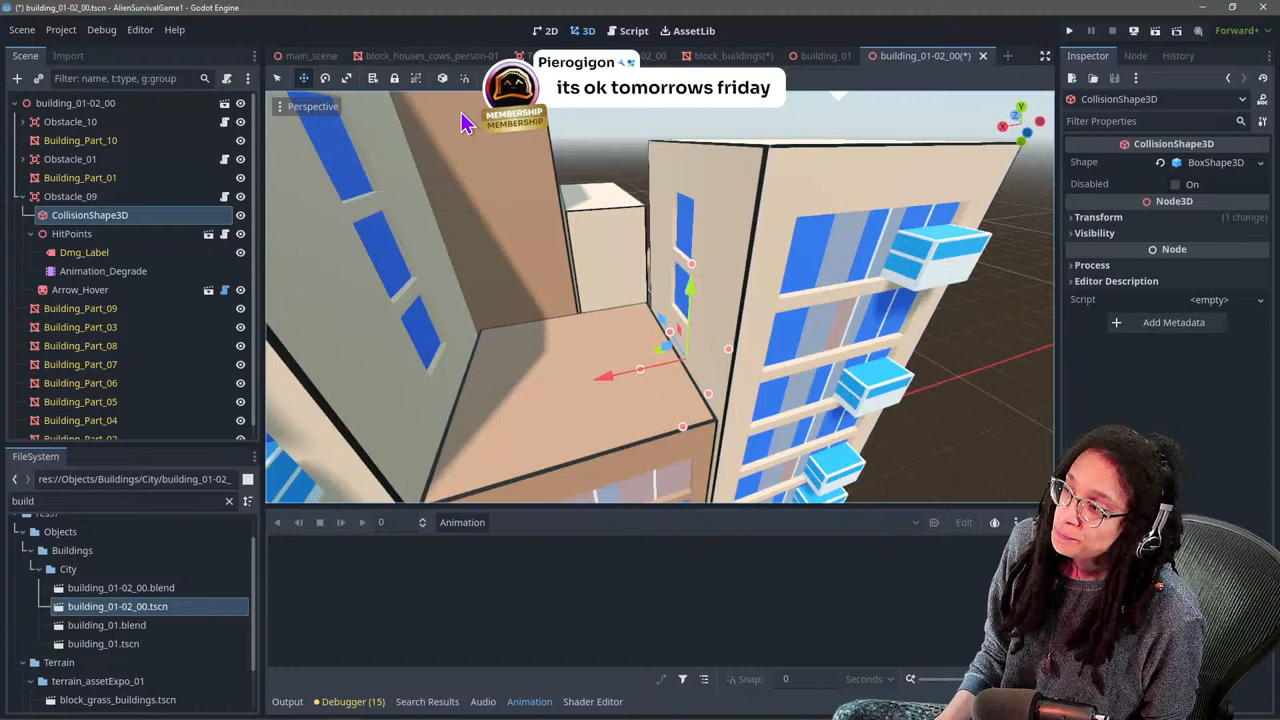 (*) building_01-02_00.tscn - AlienSurvivalGame1 - Godot Engine
Scene Project Debug Editor Help
2D 3D Script AssetLib
Forward+
Scene Import
main_scene block_houses_cows_person-01 _00 block_buildings(*) building_01 building_01-02_00(*)
Inspector Node History
Pierogigon
its ok tomorrows friday
MEMBERSHIP
MEMBERSHIP
Filter: name, t:type, g:group
Perspective
Y
X
Z
building_01-02_00
Obstacle_10
Building_Part_10
Obstacle_01
Building_Part_01
Obstacle_09
CollisionShape3D
HitPoints
Dmg_Label
Animation_Degrade
Arrow_Hover
Building_Part_09
Building_Part_03
Building_Part_08
Building_Part_07
Building_Part_06
Building_Part_05
Building_Part_04
CollisionShape3D
Filter Properties
CollisionShape3D
Shape BoxShape3D
Disabled On
Node3D
Transform (1 change)
Visibility
Node
Process
Editor Description
Script <empty>
Add Metadata
FileSystem
res://Objects/Buildings/City/building_01-02_
build
Objects
Buildings
City
building_01-02_00.blend
building_01-02_00.tscn
building_01.blend
building_01.tscn
Terrain
terrain_assetExpo_01
block_grass_buildings.tscn
0 Animation Edit
Snap: 0 Seconds
Output Debugger (15) Search Results Audio Animation Shader Editor